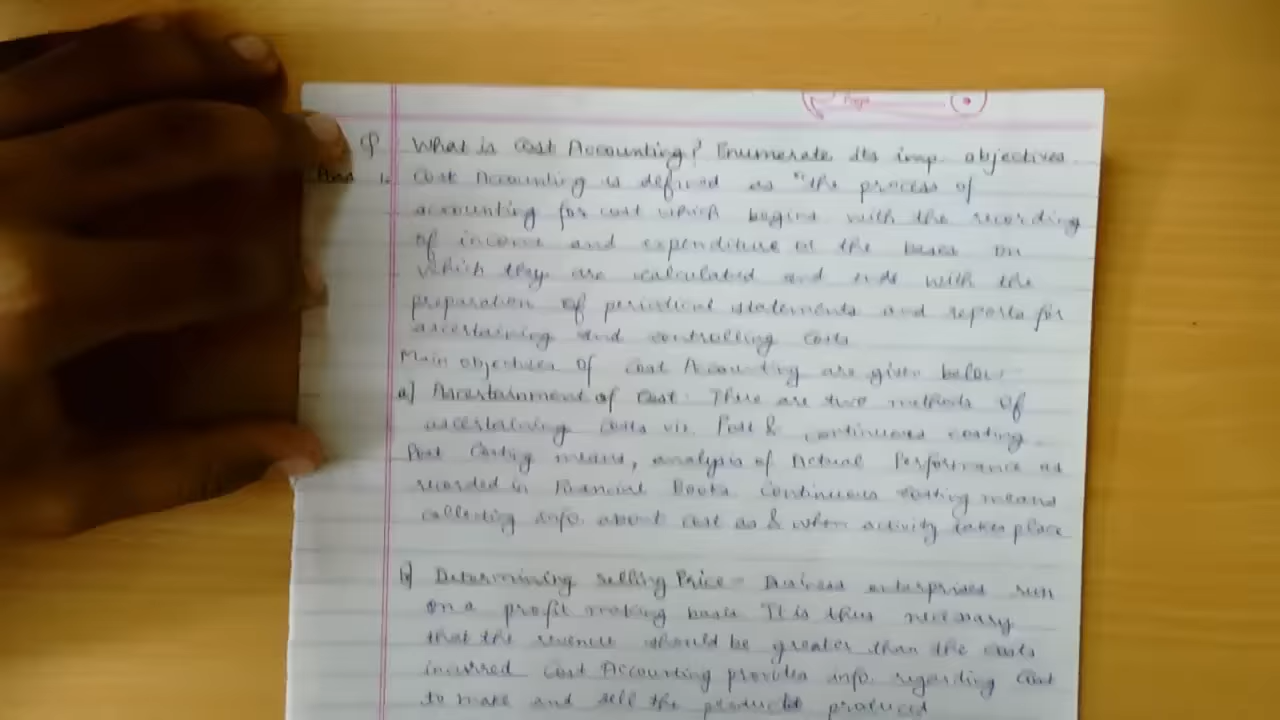 Page
Q What is Cost Accounting? Enumerate its imp. objectives.
Ans 1. Cost Accounting is defined as "the process of
accounting for cost which begins with the recording
of income and expenditure or the bases on
which they are calculated and ends with the
preparation of periodical statements and reports for
ascertaining and controlling costs
Main objectives of cost Accounting are given below:-
a) Ascertainment of Cost: There are two methods of
ascertaining costs viz. Post & continuous costing.
Post Costing means, analysis of Actual Performance as
recorded in Financial Books. Continuous costing means
collecting info. about cost as & when activity takes place
b) Determining selling Price - Business enterprises run
on a profit making basis. It is thus necessary
that the revenue should be greater than the costs
incurred. Cost Accounting provides info. regarding cost
to make and sell the products produced